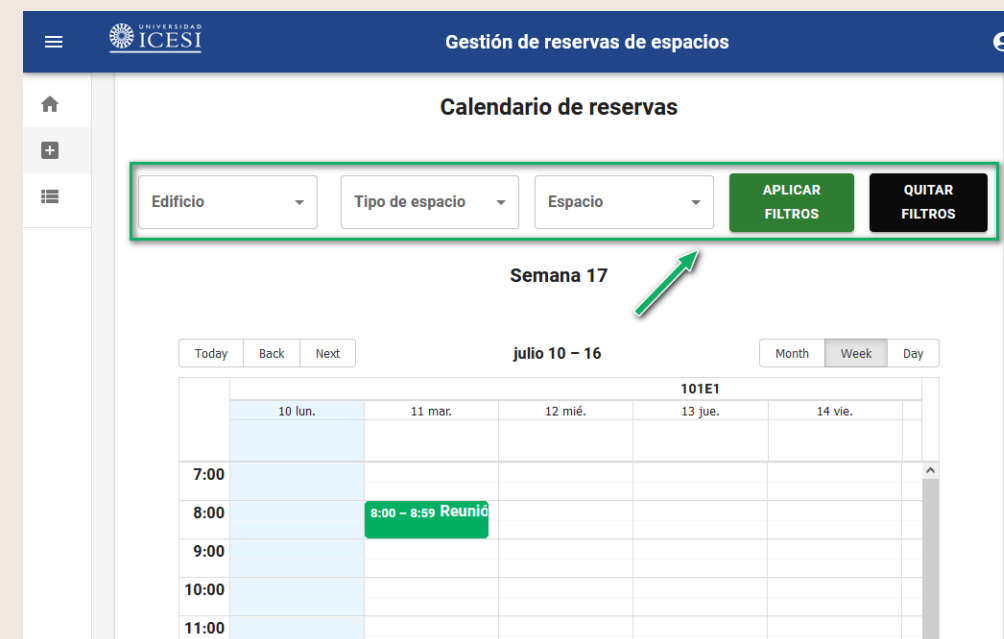 UNIVERSIDAD
ICESI
Gestión de reservas de espacios
Calendario de reservas
Edificio
Tipo de espacio
Espacio
APLICAR
FILTROS
QUITAR
FILTROS
Semana 17
Today Back Next
julio 10 – 16
Month Week Day
101E1
10 lun. 11 mar. 12 mié. 13 jue. 14 vie.
7:00
8:00
8:00 – 8:59 Reunió
9:00
10:00
11:00